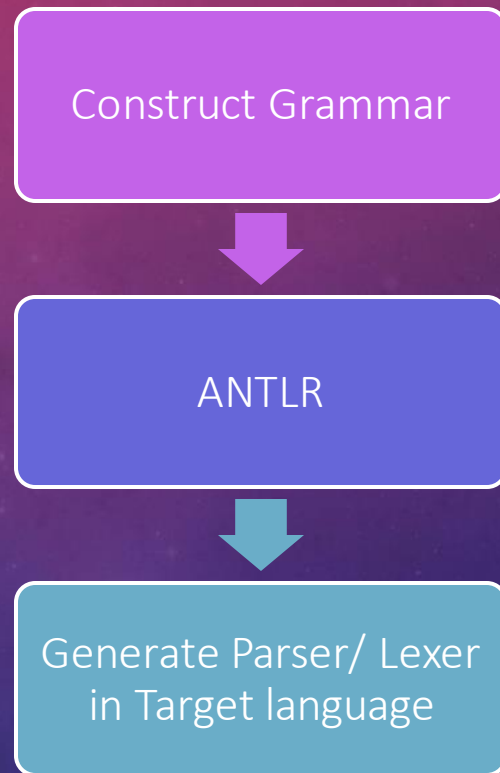 Construct Grammar
ANTLR
Generate Parser/ Lexer
in Target language